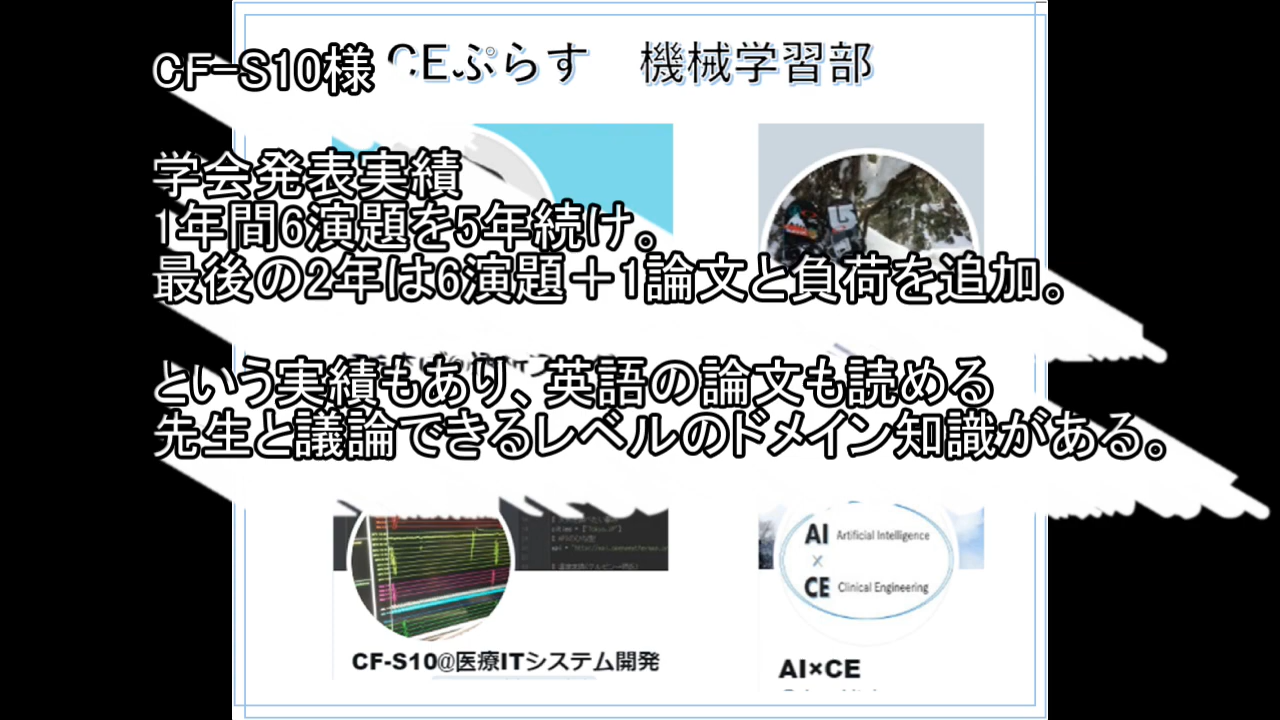 CEぷらす　機械学習部
CF-S10様
学会発表実績
1年間6演題を5年続け。
最後の2年は6演題＋1論文と負荷を追加。
という実績もあり、英語の論文も読める
先生と議論できるレベルのドメイン知識がある。
AI Artificial Intelligence
×
CE Clinical Engineering
CF-S10@医療ITシステム開発
AI×CE